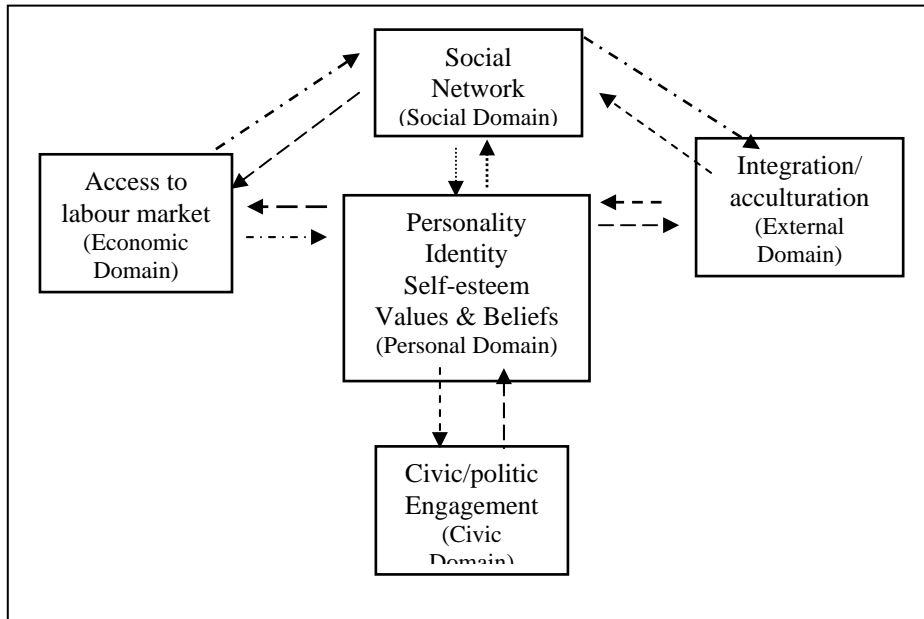 Social
Network
(Social Domain)
Access to
labour market
(Economic
Domain)
Integration/
acculturation
(External
Domain)
Personality
Identity
Self-esteem
Values & Beliefs
(Personal Domain)
Civic/politic
Engagement
(Civic
Domain)